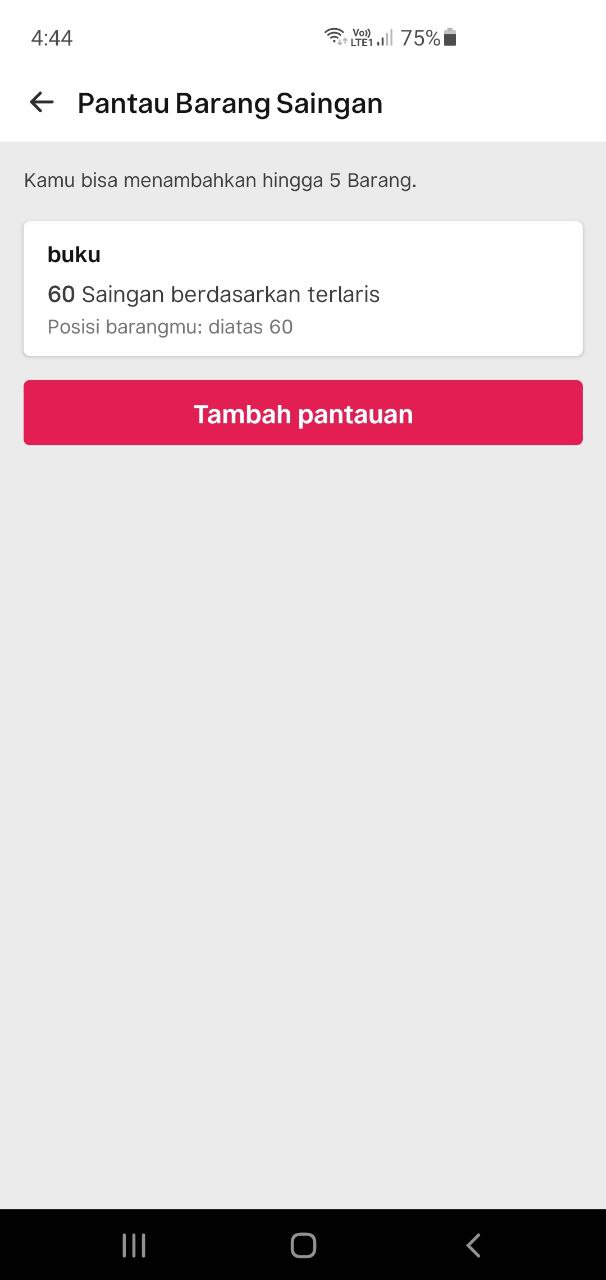 4:44
Vo))
LTE1
75%
Pantau Barang Saingan
Kamu bisa menambahkan hingga 5 Barang.
buku
60 Saingan berdasarkan terlaris
Posisi barangmu: diatas 60
Tambah pantauan